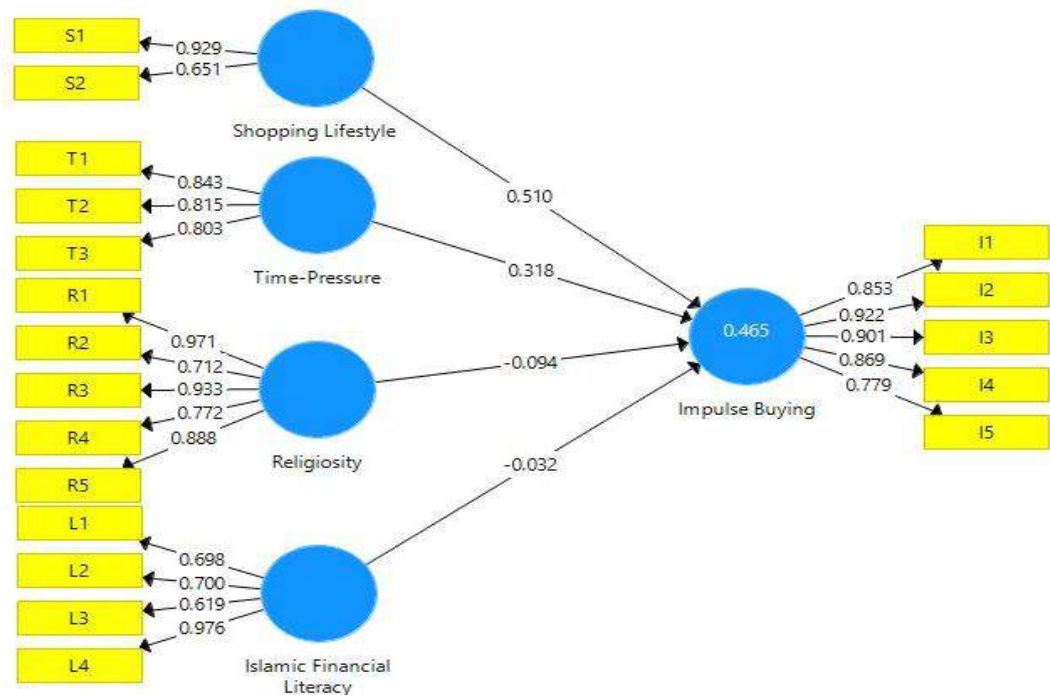 S1
0.929
S2
0.651
Shopping Lifestyle
T1
0.843
T2
0.815
T3
0.803
Time-Pressure
R1
0.971
R2
0.712
R3
0.933
R4
0.772
R5
0.888
Religiosity
L1
0.698
L2
0.700
L3
0.619
L4
0.976
Islamic Financial
Literacy
0.510
0.318
-0.094
-0.032
0.465
Impulse Buying
I1
0.853
I2
0.922
I3
0.901
I4
0.869
I5
0.779